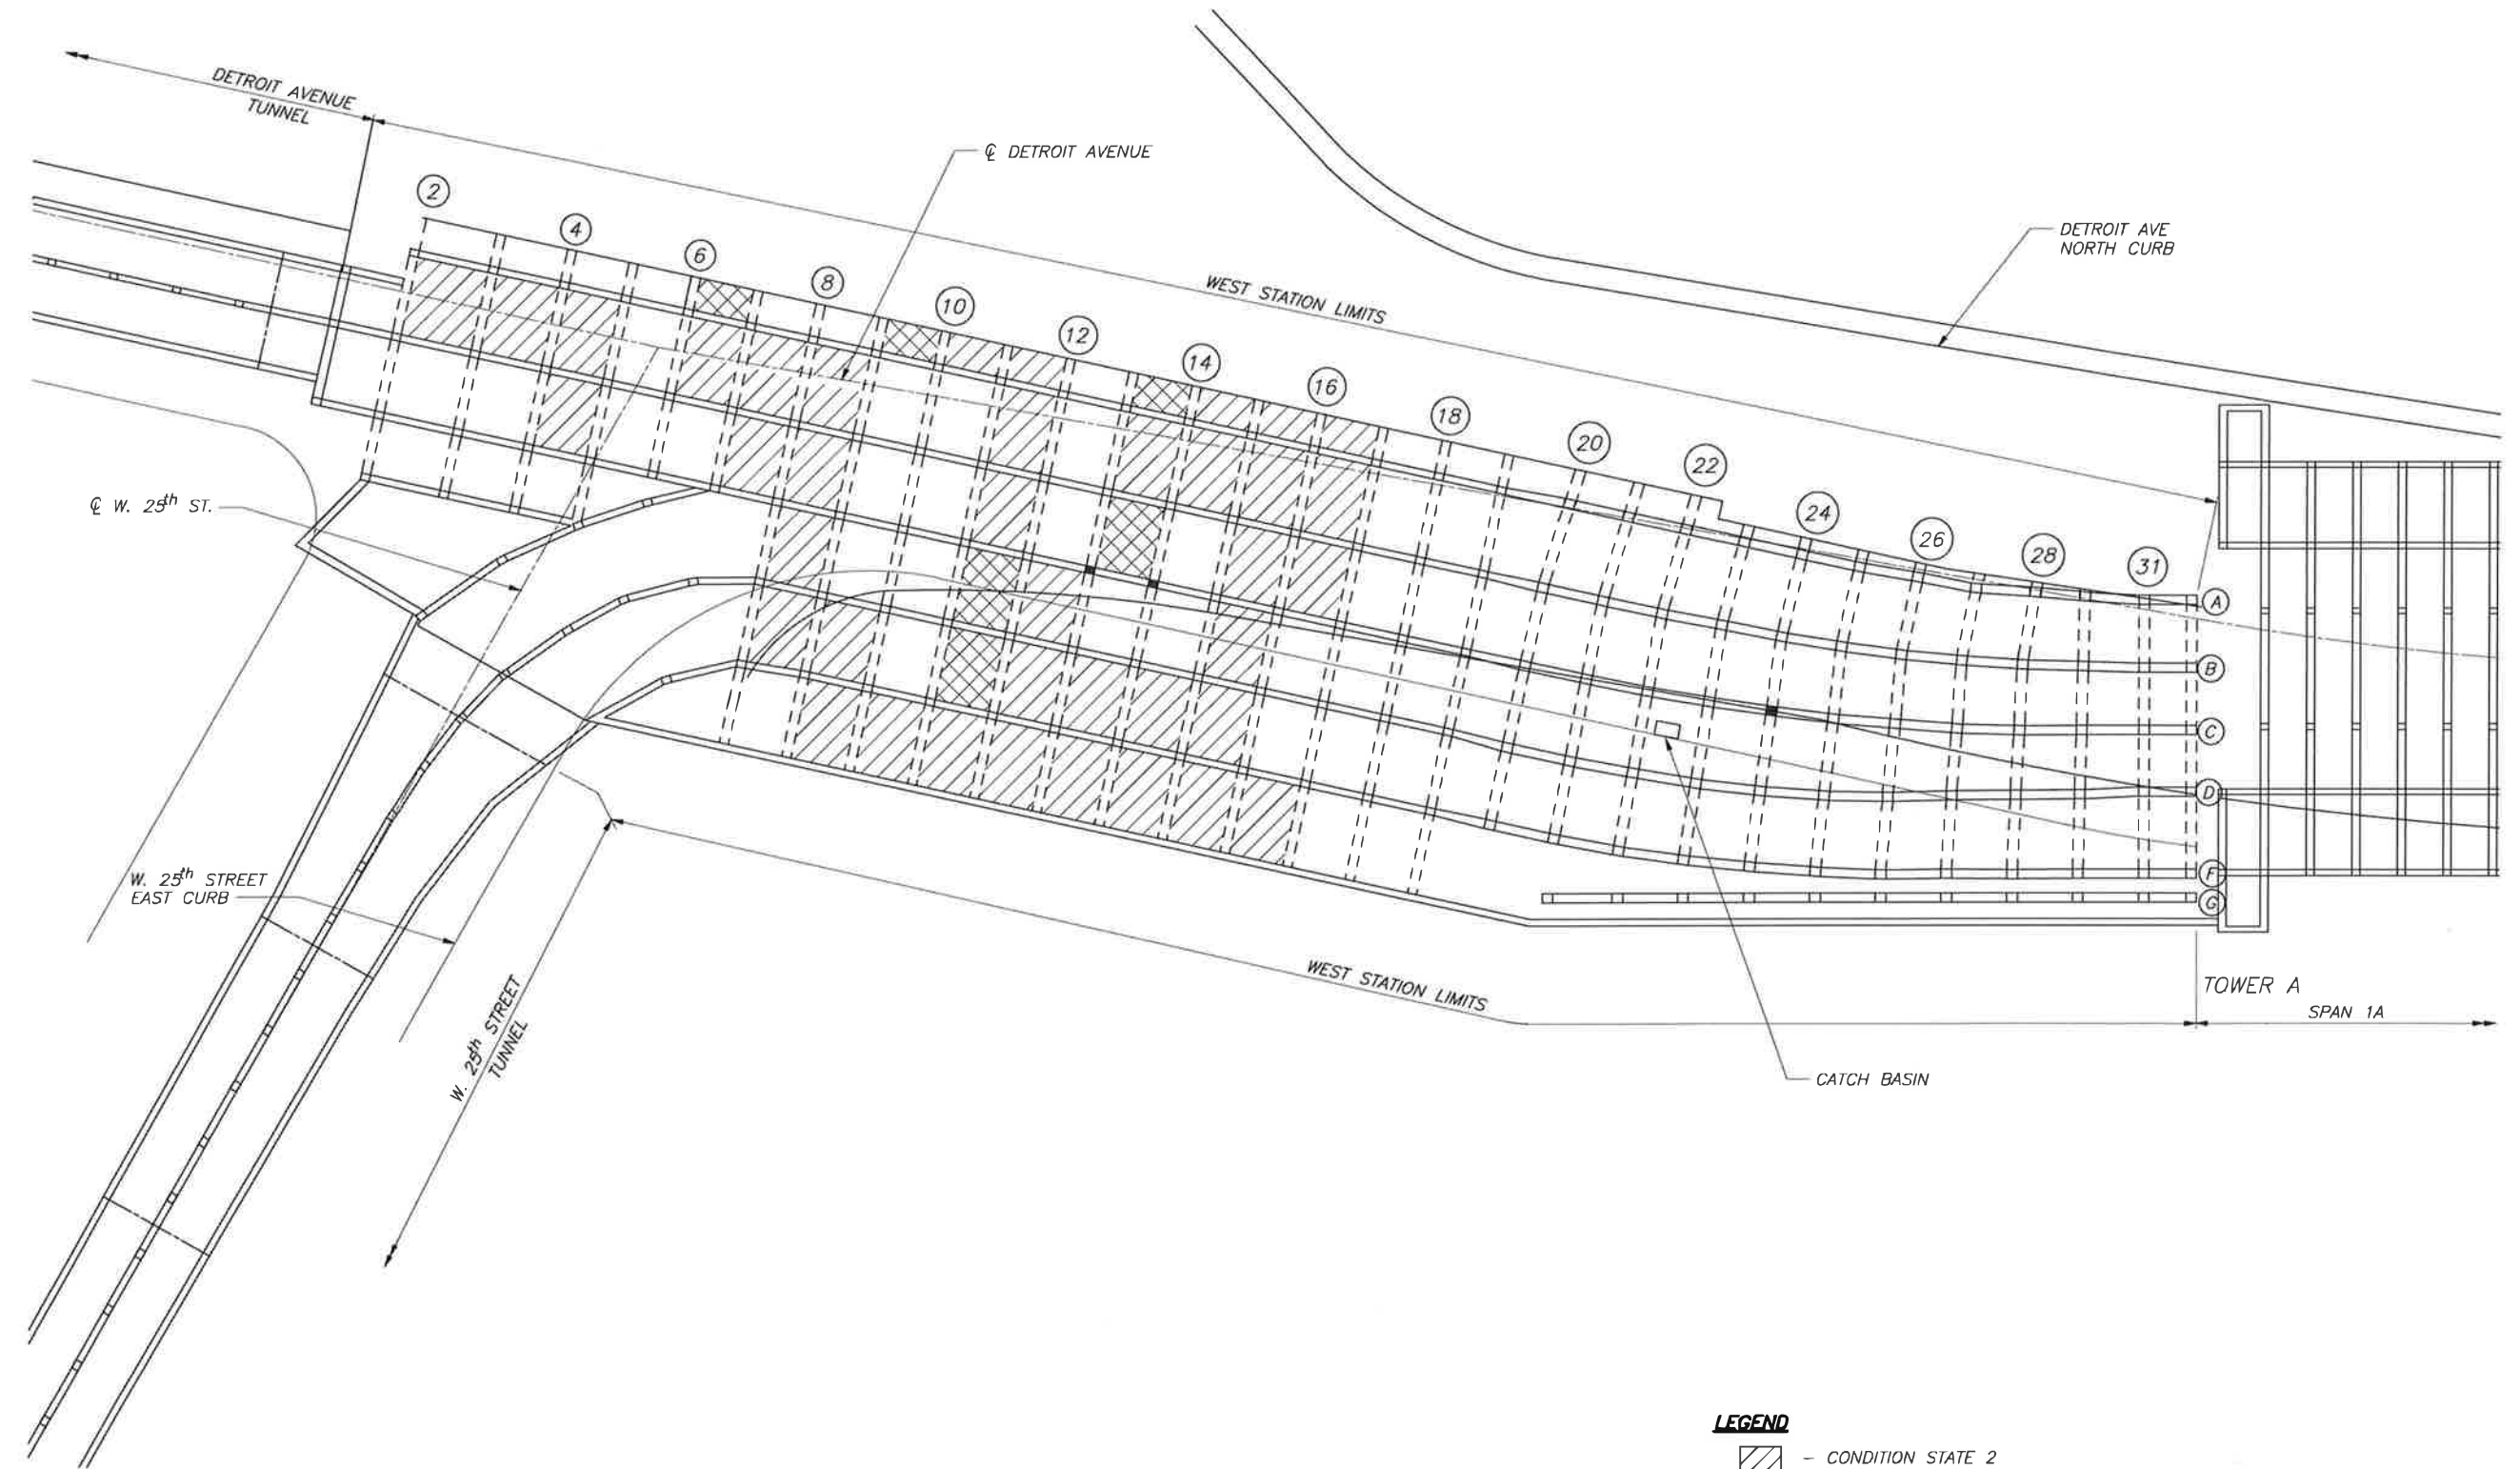 DETROIT AVENUE
TUNNEL
℄ DETROIT AVENUE
DETROIT AVE
NORTH CURB
WEST STATION LIMITS
2
4
6
8
10
12
14
16
18
20
22
24
26
28
31
A
B
C
D
F
G
℄ W. 25th ST.
W. 25th STREET
EAST CURB
W. 25th STREET
TUNNEL
WEST STATION LIMITS
TOWER A
SPAN 1A
CATCH BASIN
LEGEND
- CONDITION STATE 2